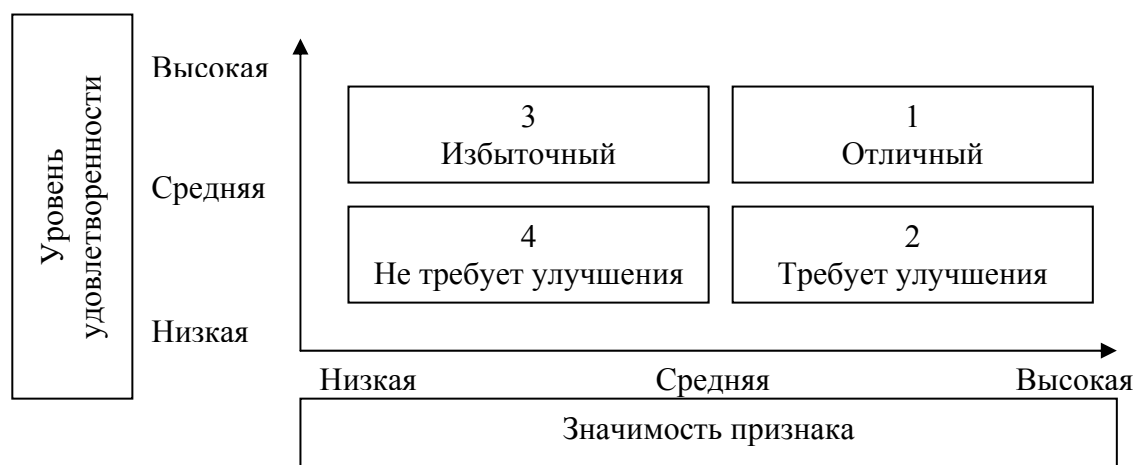 Уровень
удовлетворенности
Высокая
Средняя
Низкая
3
Избыточный
1
Отличный
4
Не требует улучшения
2
Требует улучшения
Низкая
Средняя
Высокая
Значимость признака